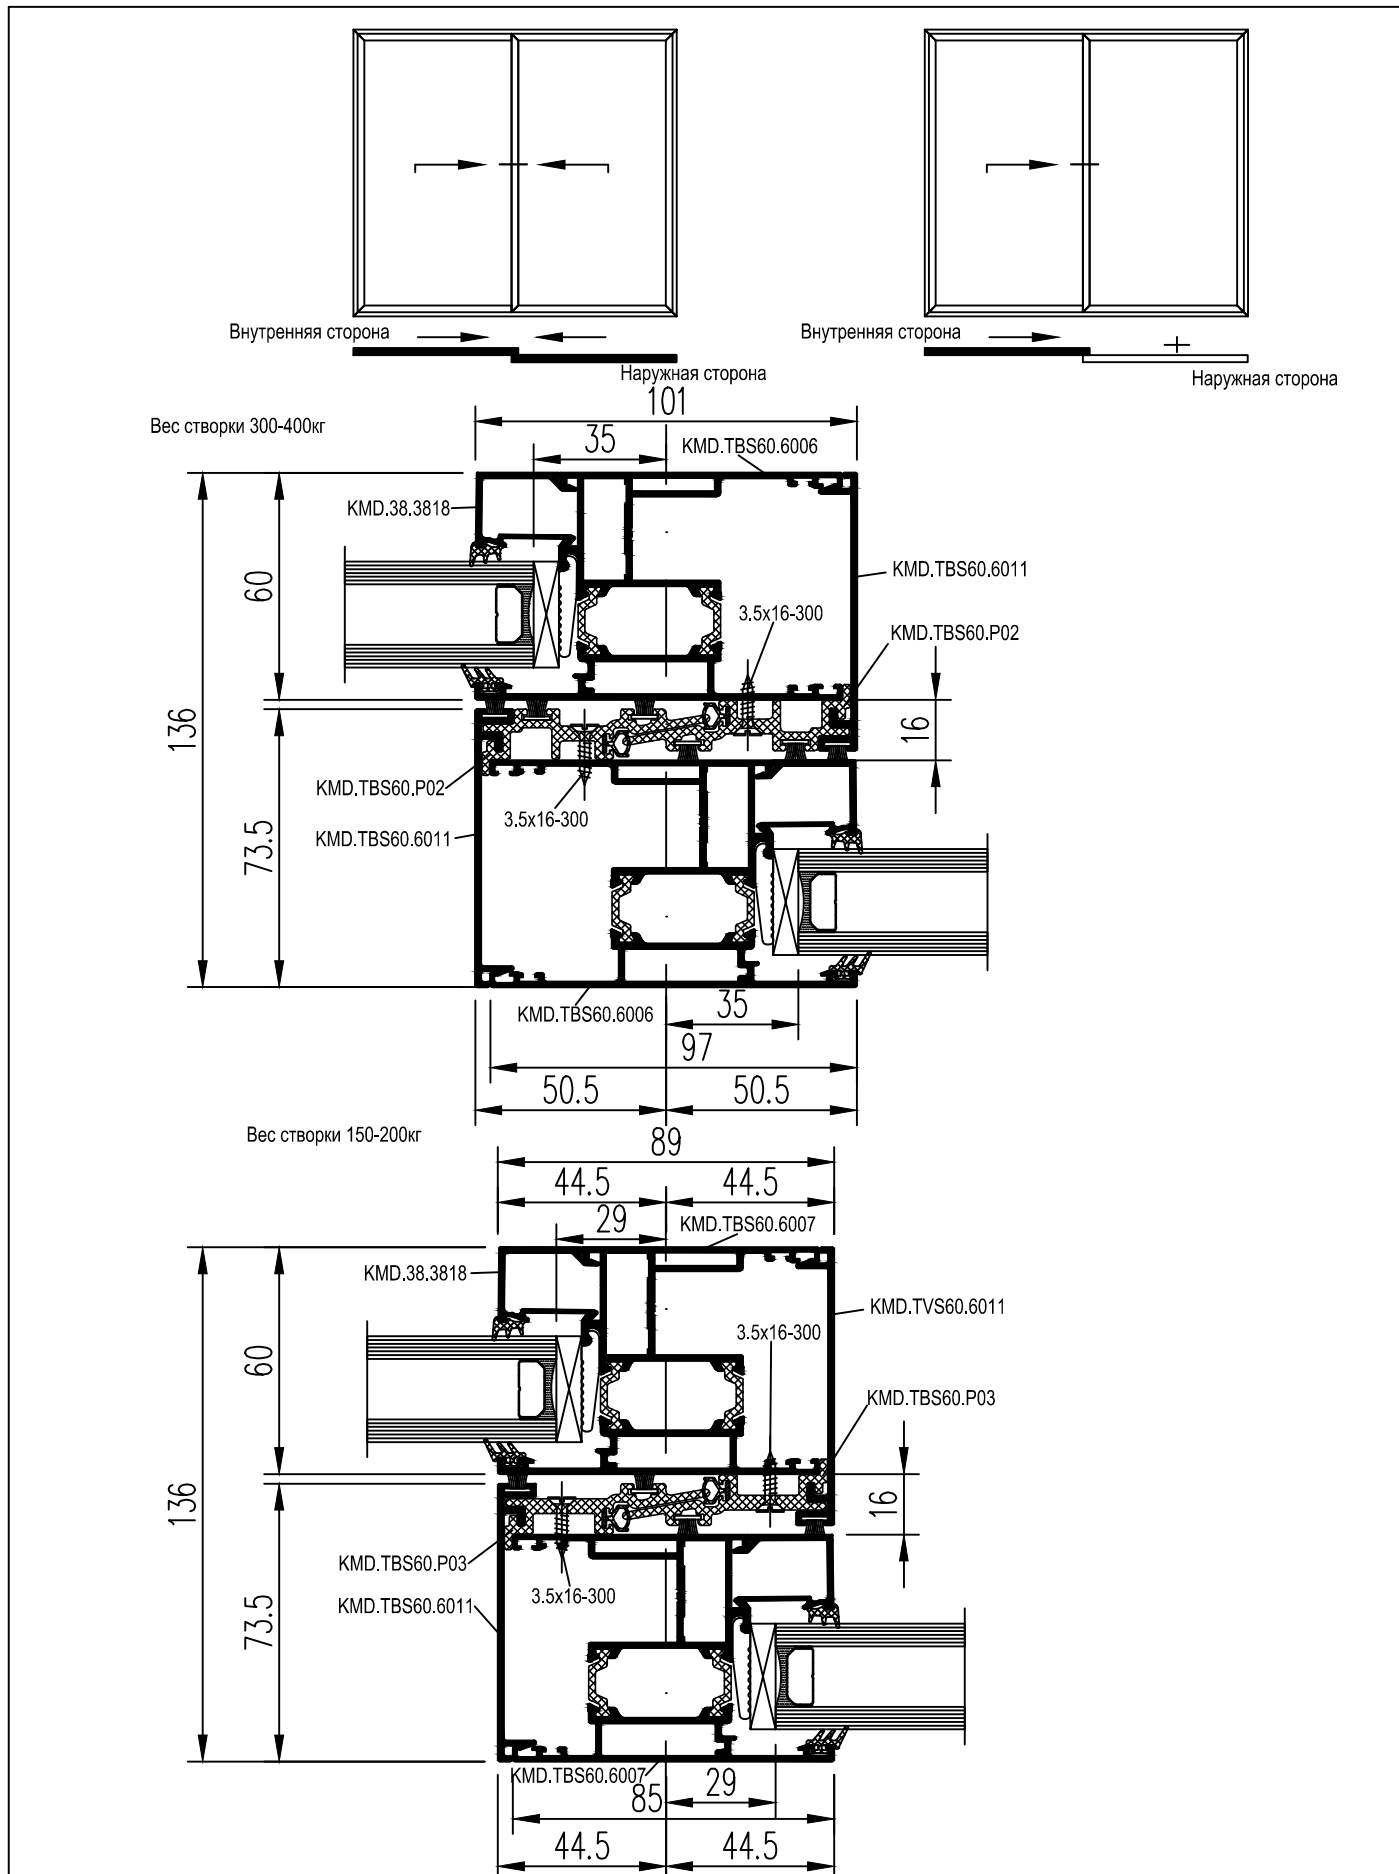 Внутренняя сторона
Наружная сторона
Внутренняя сторона
Наружная сторона
Вес створки 300-400кг
101
35
KMD.TBS60.6006
KMD.38.3818
KMD.TBS60.6011
60
3.5x16-300
KMD.TBS60.P02
136
16
KMD.TBS60.P02
3.5x16-300
KMD.TBS60.6011
73.5
KMD.TBS60.6006
35
97
50.5
50.5
Вес створки 150-200кг
89
44.5
44.5
29
KMD.TBS60.6007
KMD.38.3818
KMD.TVS60.6011
3.5x16-300
60
KMD.TBS60.P03
136
16
KMD.TBS60.P03
3.5x16-300
KMD.TBS60.6011
73.5
KMD.TBS60.6007
29
85
44.5
44.5